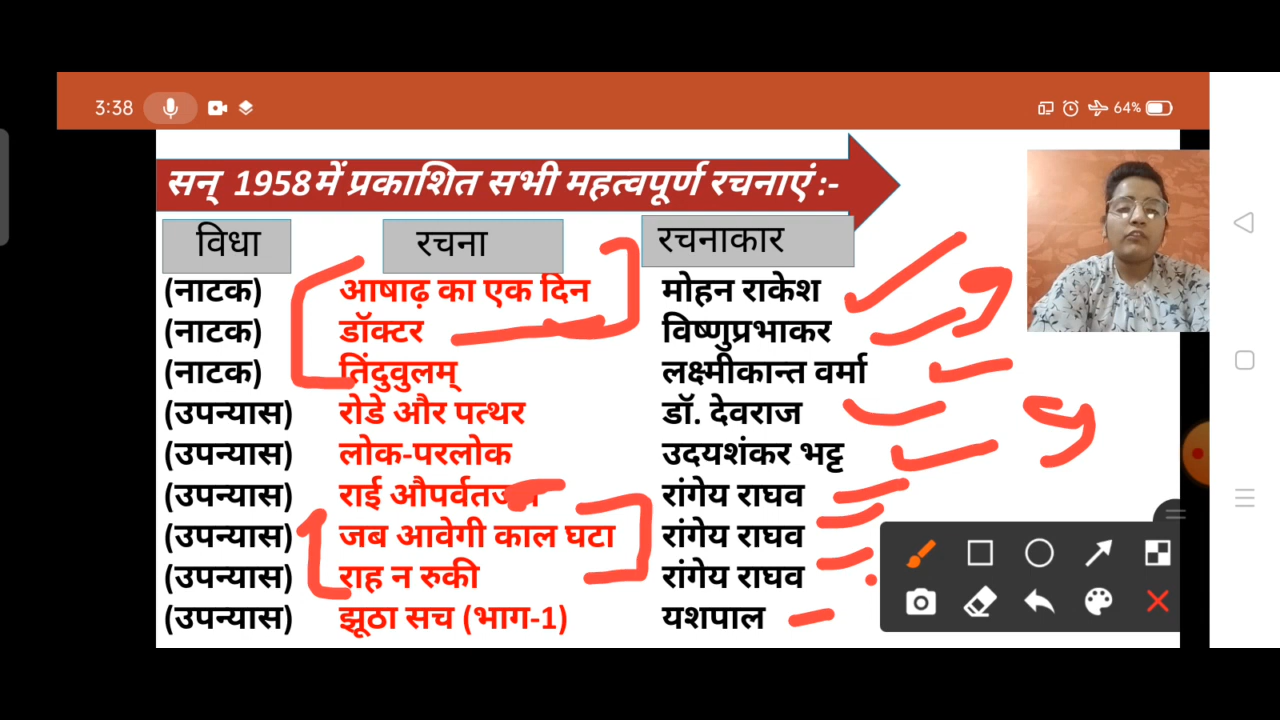 3:38
64%
सन् 1958 में प्रकाशित सभी महत्वपूर्ण रचनाएं :-
विधा रचना रचनाकार
(नाटक) आषाढ़ का एक दिन मोहन राकेश
(नाटक) डॉक्टर विष्णुप्रभाकर
(नाटक) तिंदुवुलम् लक्ष्मीकान्त वर्मा
(उपन्यास) रोडे और पत्थर डॉ. देवराज
(उपन्यास) लोक-परलोक उदयशंकर भट्ट
(उपन्यास) राई रांगेय राघव
(उपन्यास) जब आवेगी काल घटा रांगेय राघव
(उपन्यास) राह न रुकी रांगेय राघव
(उपन्यास) झूठा सच (भाग-1) यशपाल